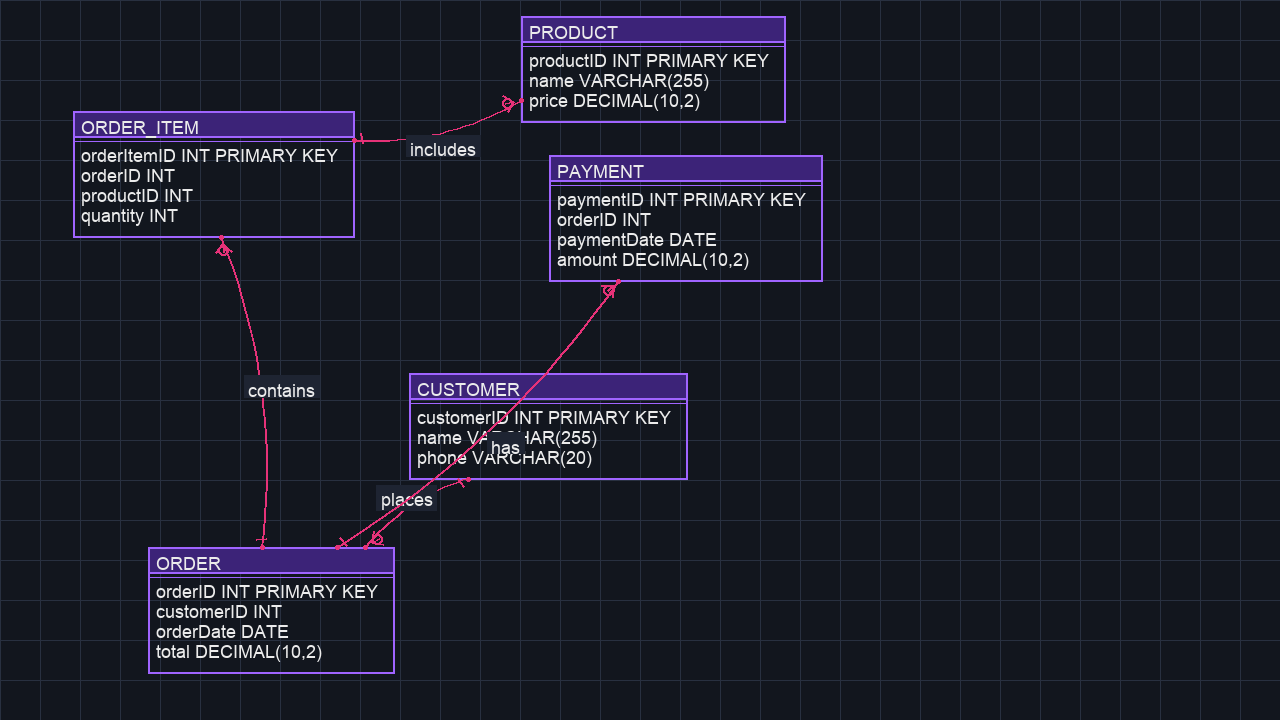 PRODUCT
productID INT PRIMARY KEY
name VARCHAR(255)
price DECIMAL(10,2)
ORDER_ITEM
orderItemID INT PRIMARY KEY
orderID INT
productID INT
quantity INT
includes
PAYMENT
paymentID INT PRIMARY KEY
orderID INT
paymentDate DATE
amount DECIMAL(10,2)
contains
CUSTOMER
customerID INT PRIMARY KEY
name VARCHAR(255)
phone VARCHAR(20)
has
places
ORDER
orderID INT PRIMARY KEY
customerID INT
orderDate DATE
total DECIMAL(10,2)